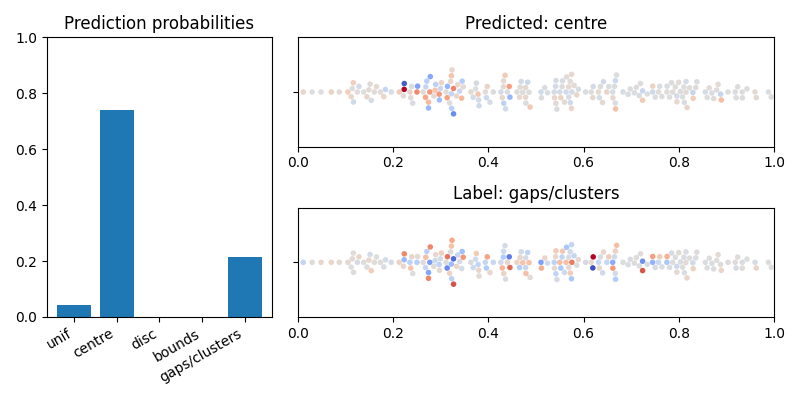 Prediction probabilities
1.0
0.8
0.6
0.4
0.2
0.0
unif
centre
disc
bounds
gaps/clusters
Predicted: centre
0.0 0.2 0.4 0.6 0.8 1.0
Label: gaps/clusters
0.0 0.2 0.4 0.6 0.8 1.0